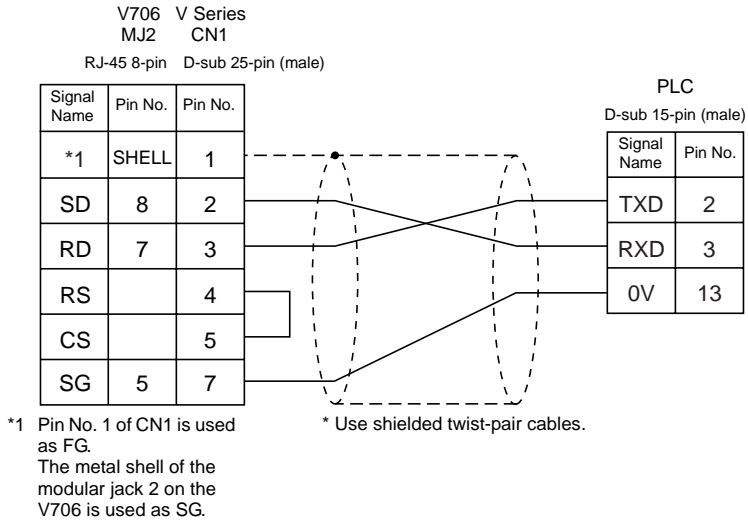 V706 V Series
MJ2 CN1
RJ-45 8-pin D-sub 25-pin (male)
Signal Name Pin No. Pin No.
*1 SHELL 1
SD 8 2
RD 7 3
RS 4
CS 5
SG 5 7
PLC
D-sub 15-pin (male)
Signal Name Pin No.
TXD 2
RXD 3
0V 13
*1 Pin No. 1 of CN1 is used
as FG.
The metal shell of the
modular jack 2 on the
V706 is used as SG.
* Use shielded twist-pair cables.